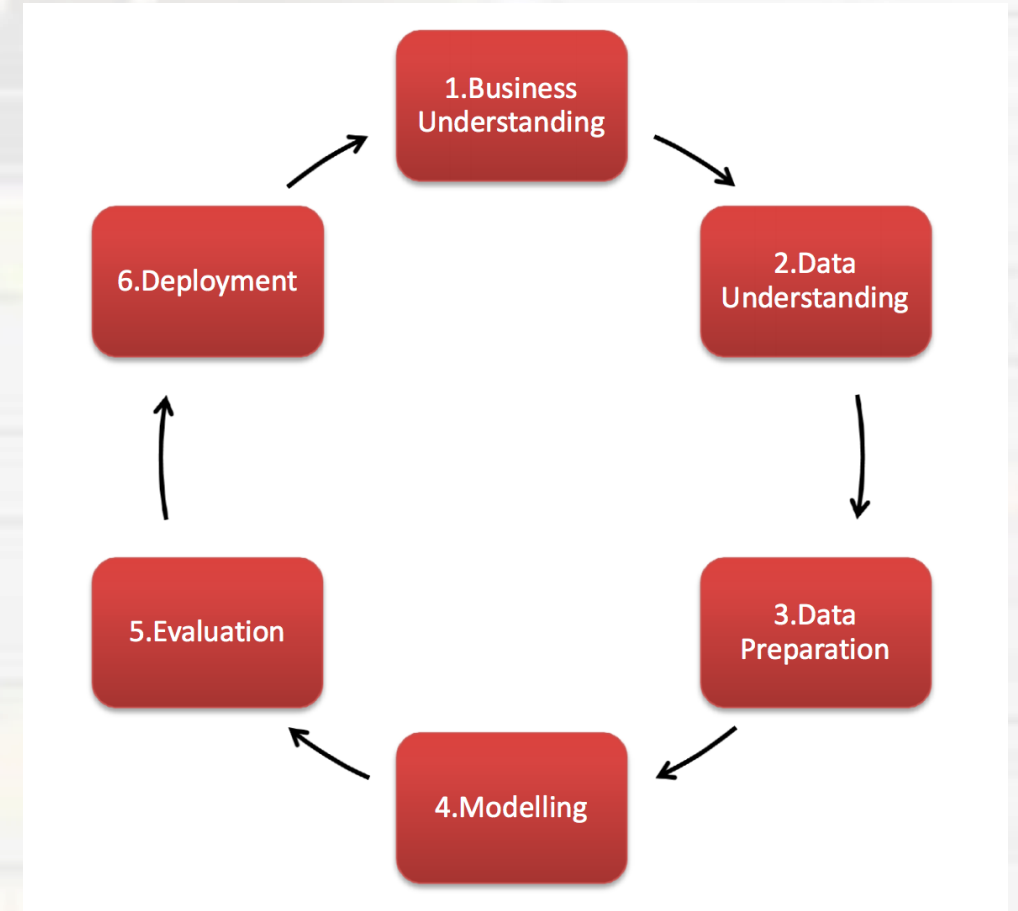 1.Business
Understanding
2.Data
Understanding
3.Data
Preparation
4.Modelling
5.Evaluation
6.Deployment